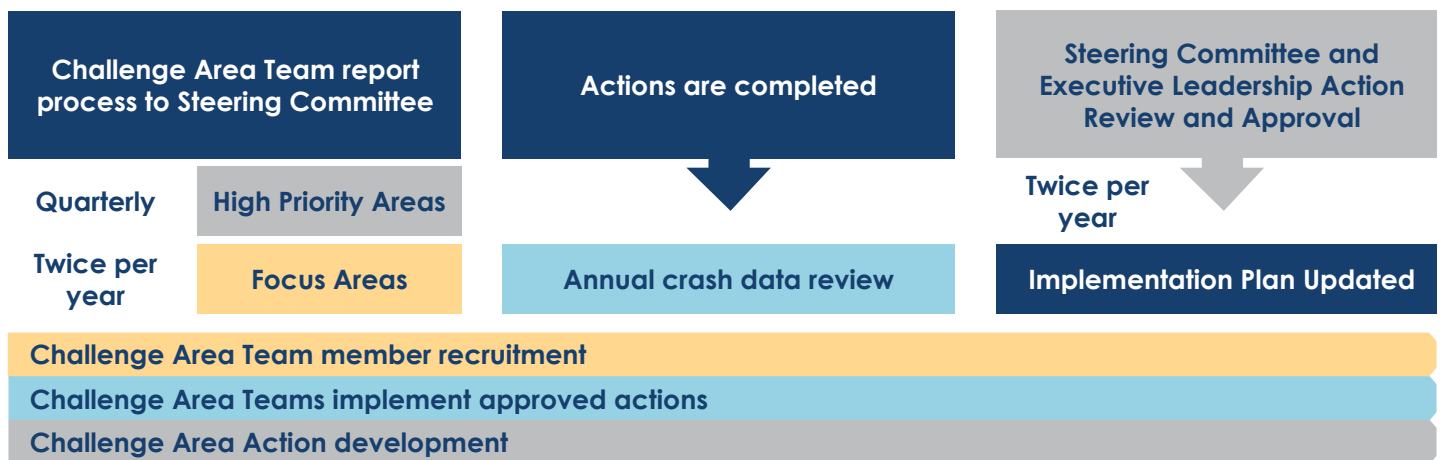 Challenge Area Team report
process to Steering Committee
Quarterly
High Priority Areas
Twice per
year
Focus Areas
Actions are completed
Annual crash data review
Steering Committee and
Executive Leadership Action
Review and Approval
Twice per
year
Implementation Plan Updated
Challenge Area Team member recruitment
Challenge Area Teams implement approved actions
Challenge Area Action development